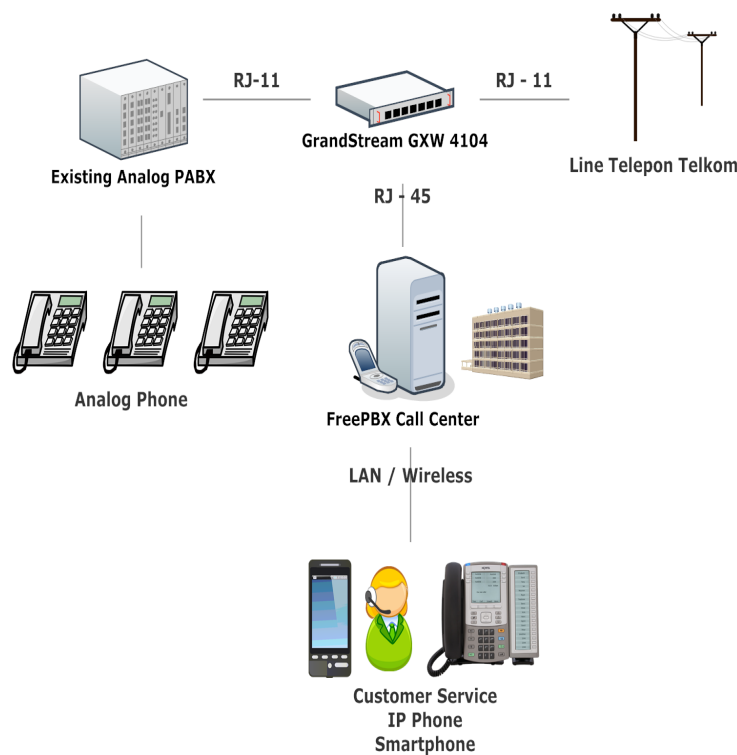 RJ-11
RJ - 11
GrandStream GXW 4104
Line Telepon Telkom
Existing Analog PABX
RJ - 45
Analog Phone
FreePBX Call Center
LAN / Wireless
Customer Service
IP Phone
Smartphone